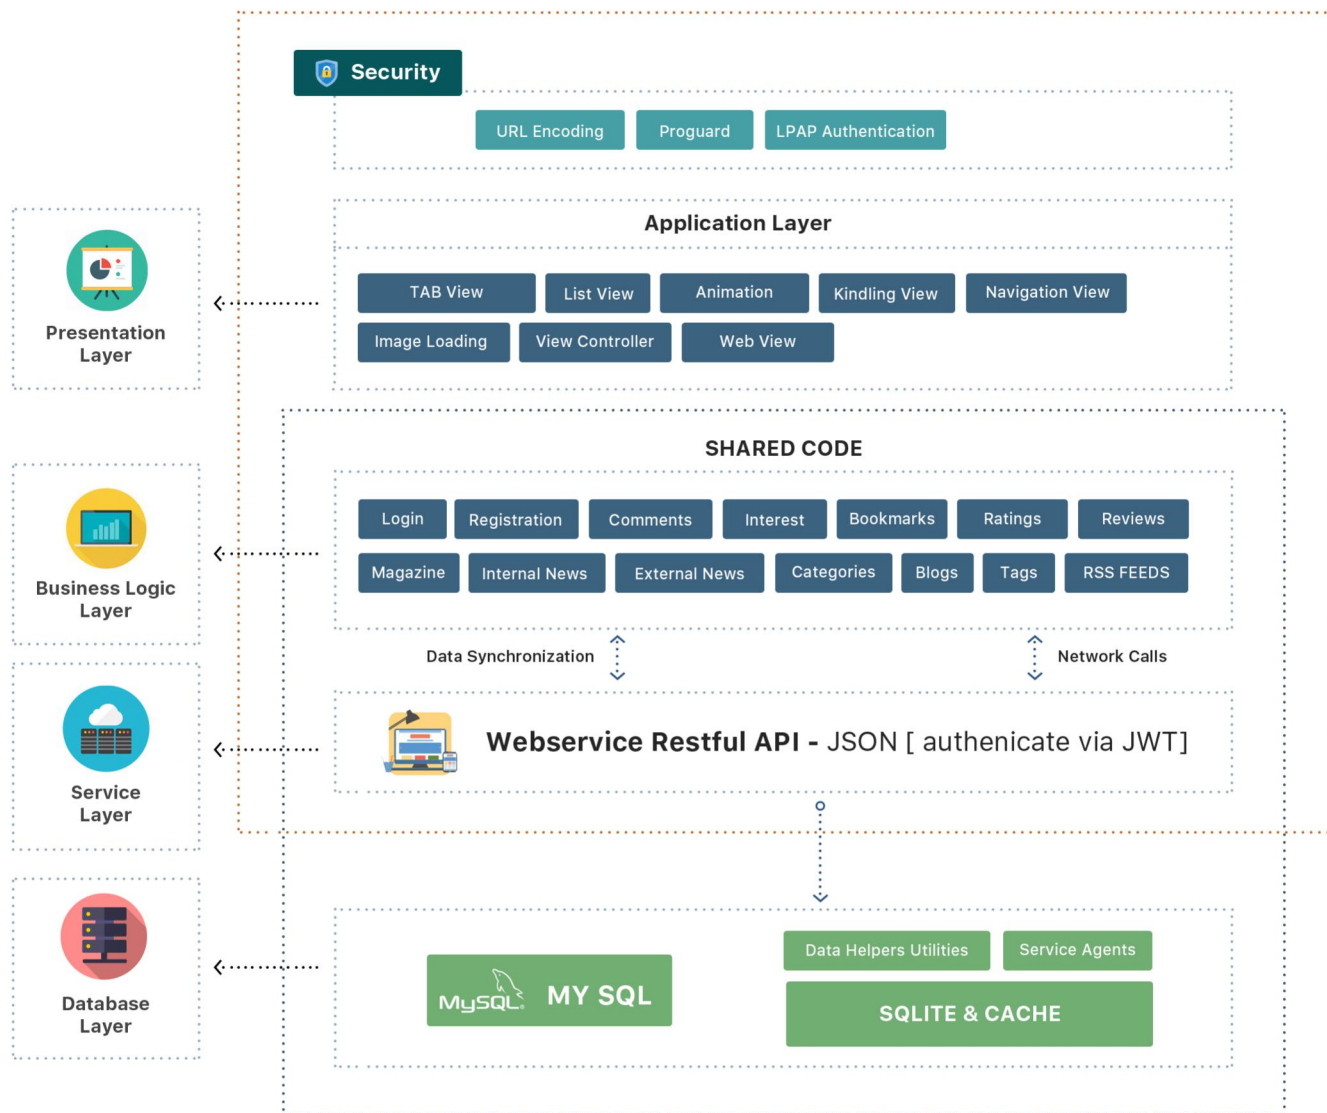 Security
URL Encoding
Proguard
LPAP Authentication
Application Layer
TAB View
List View
Animation
Kindling View
Navigation View
Image Loading
View Controller
Web View
Presentation
Layer
SHARED CODE
Login
Registration
Comments
Interest
Bookmarks
Ratings
Reviews
Magazine
Internal News
External News
Categories
Blogs
Tags
RSS FEEDS
Business Logic
Layer
Data Synchronization
Network Calls
Webservice Restful API - JSON [ authenicate via JWT]
Service
Layer
MySQL®
MY SQL
Data Helpers Utilities
Service Agents
SQLITE & CACHE
Database
Layer